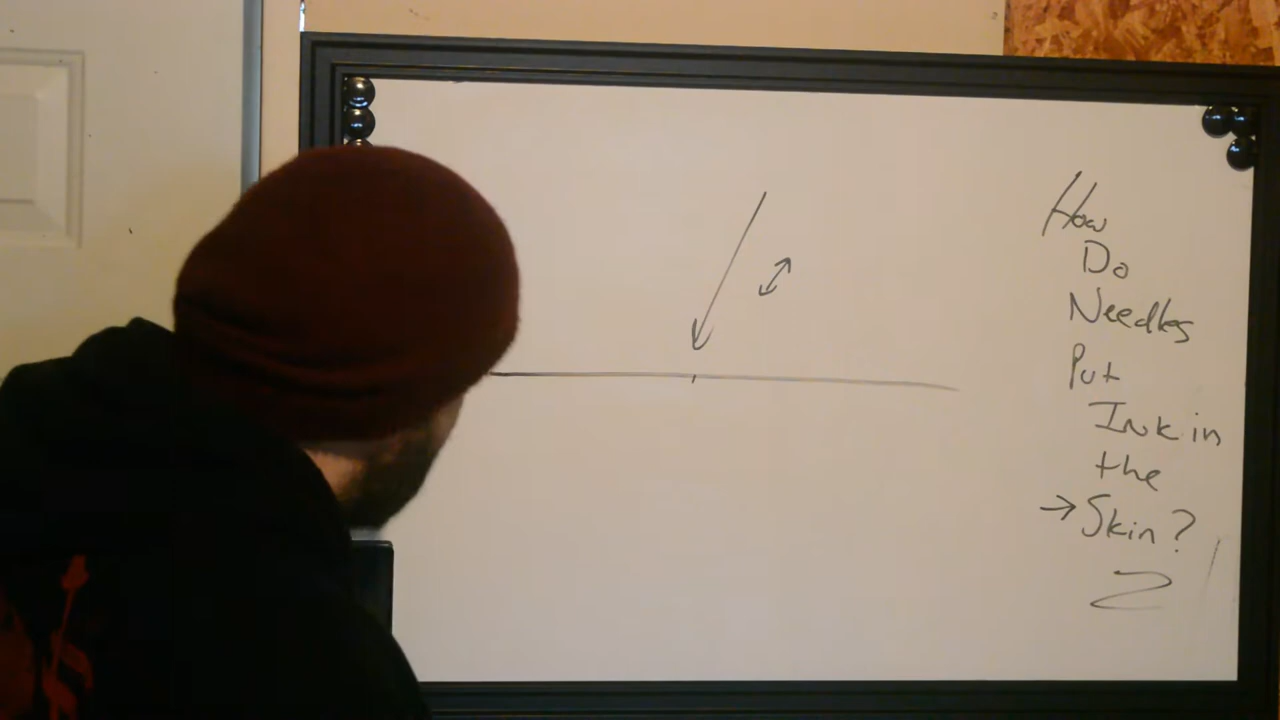 How
Do
Needles
Put
Ink in
the
→ Skin?